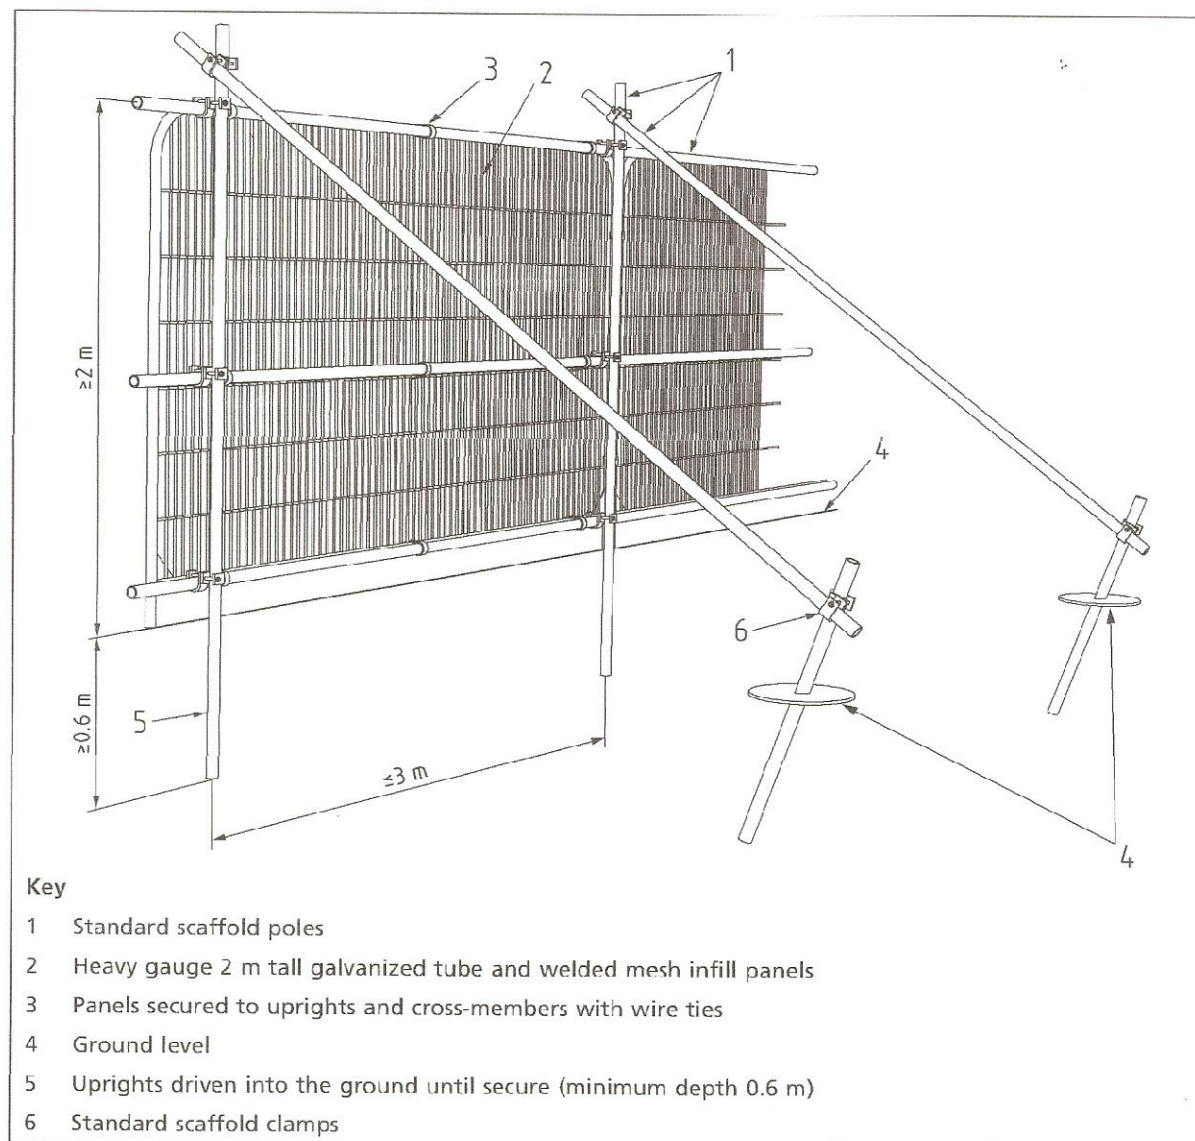 3
2
1
≥2 m
4
6
≥0.6 m
5
≤3 m
4
Key
1 Standard scaffold poles
2 Heavy gauge 2 m tall galvanized tube and welded mesh infill panels
3 Panels secured to uprights and cross-members with wire ties
4 Ground level
5 Uprights driven into the ground until secure (minimum depth 0.6 m)
6 Standard scaffold clamps